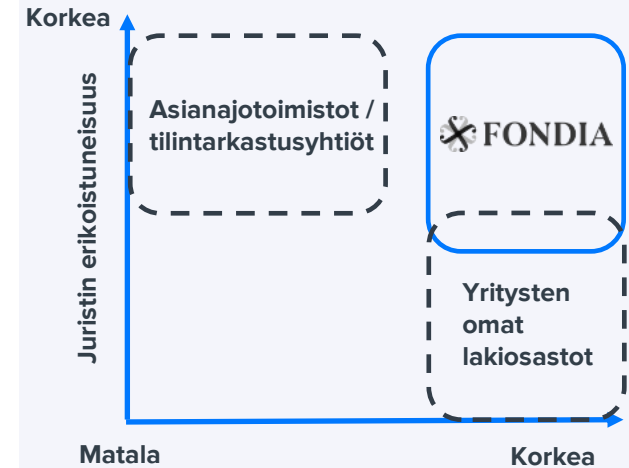 Korkea
Juristin erikoistuneisuus
Asianajotoimistot /
tilintarkastusyhtiöt
FONDIA
Yritysten
omat
lakiosastot
Matala
Korkea